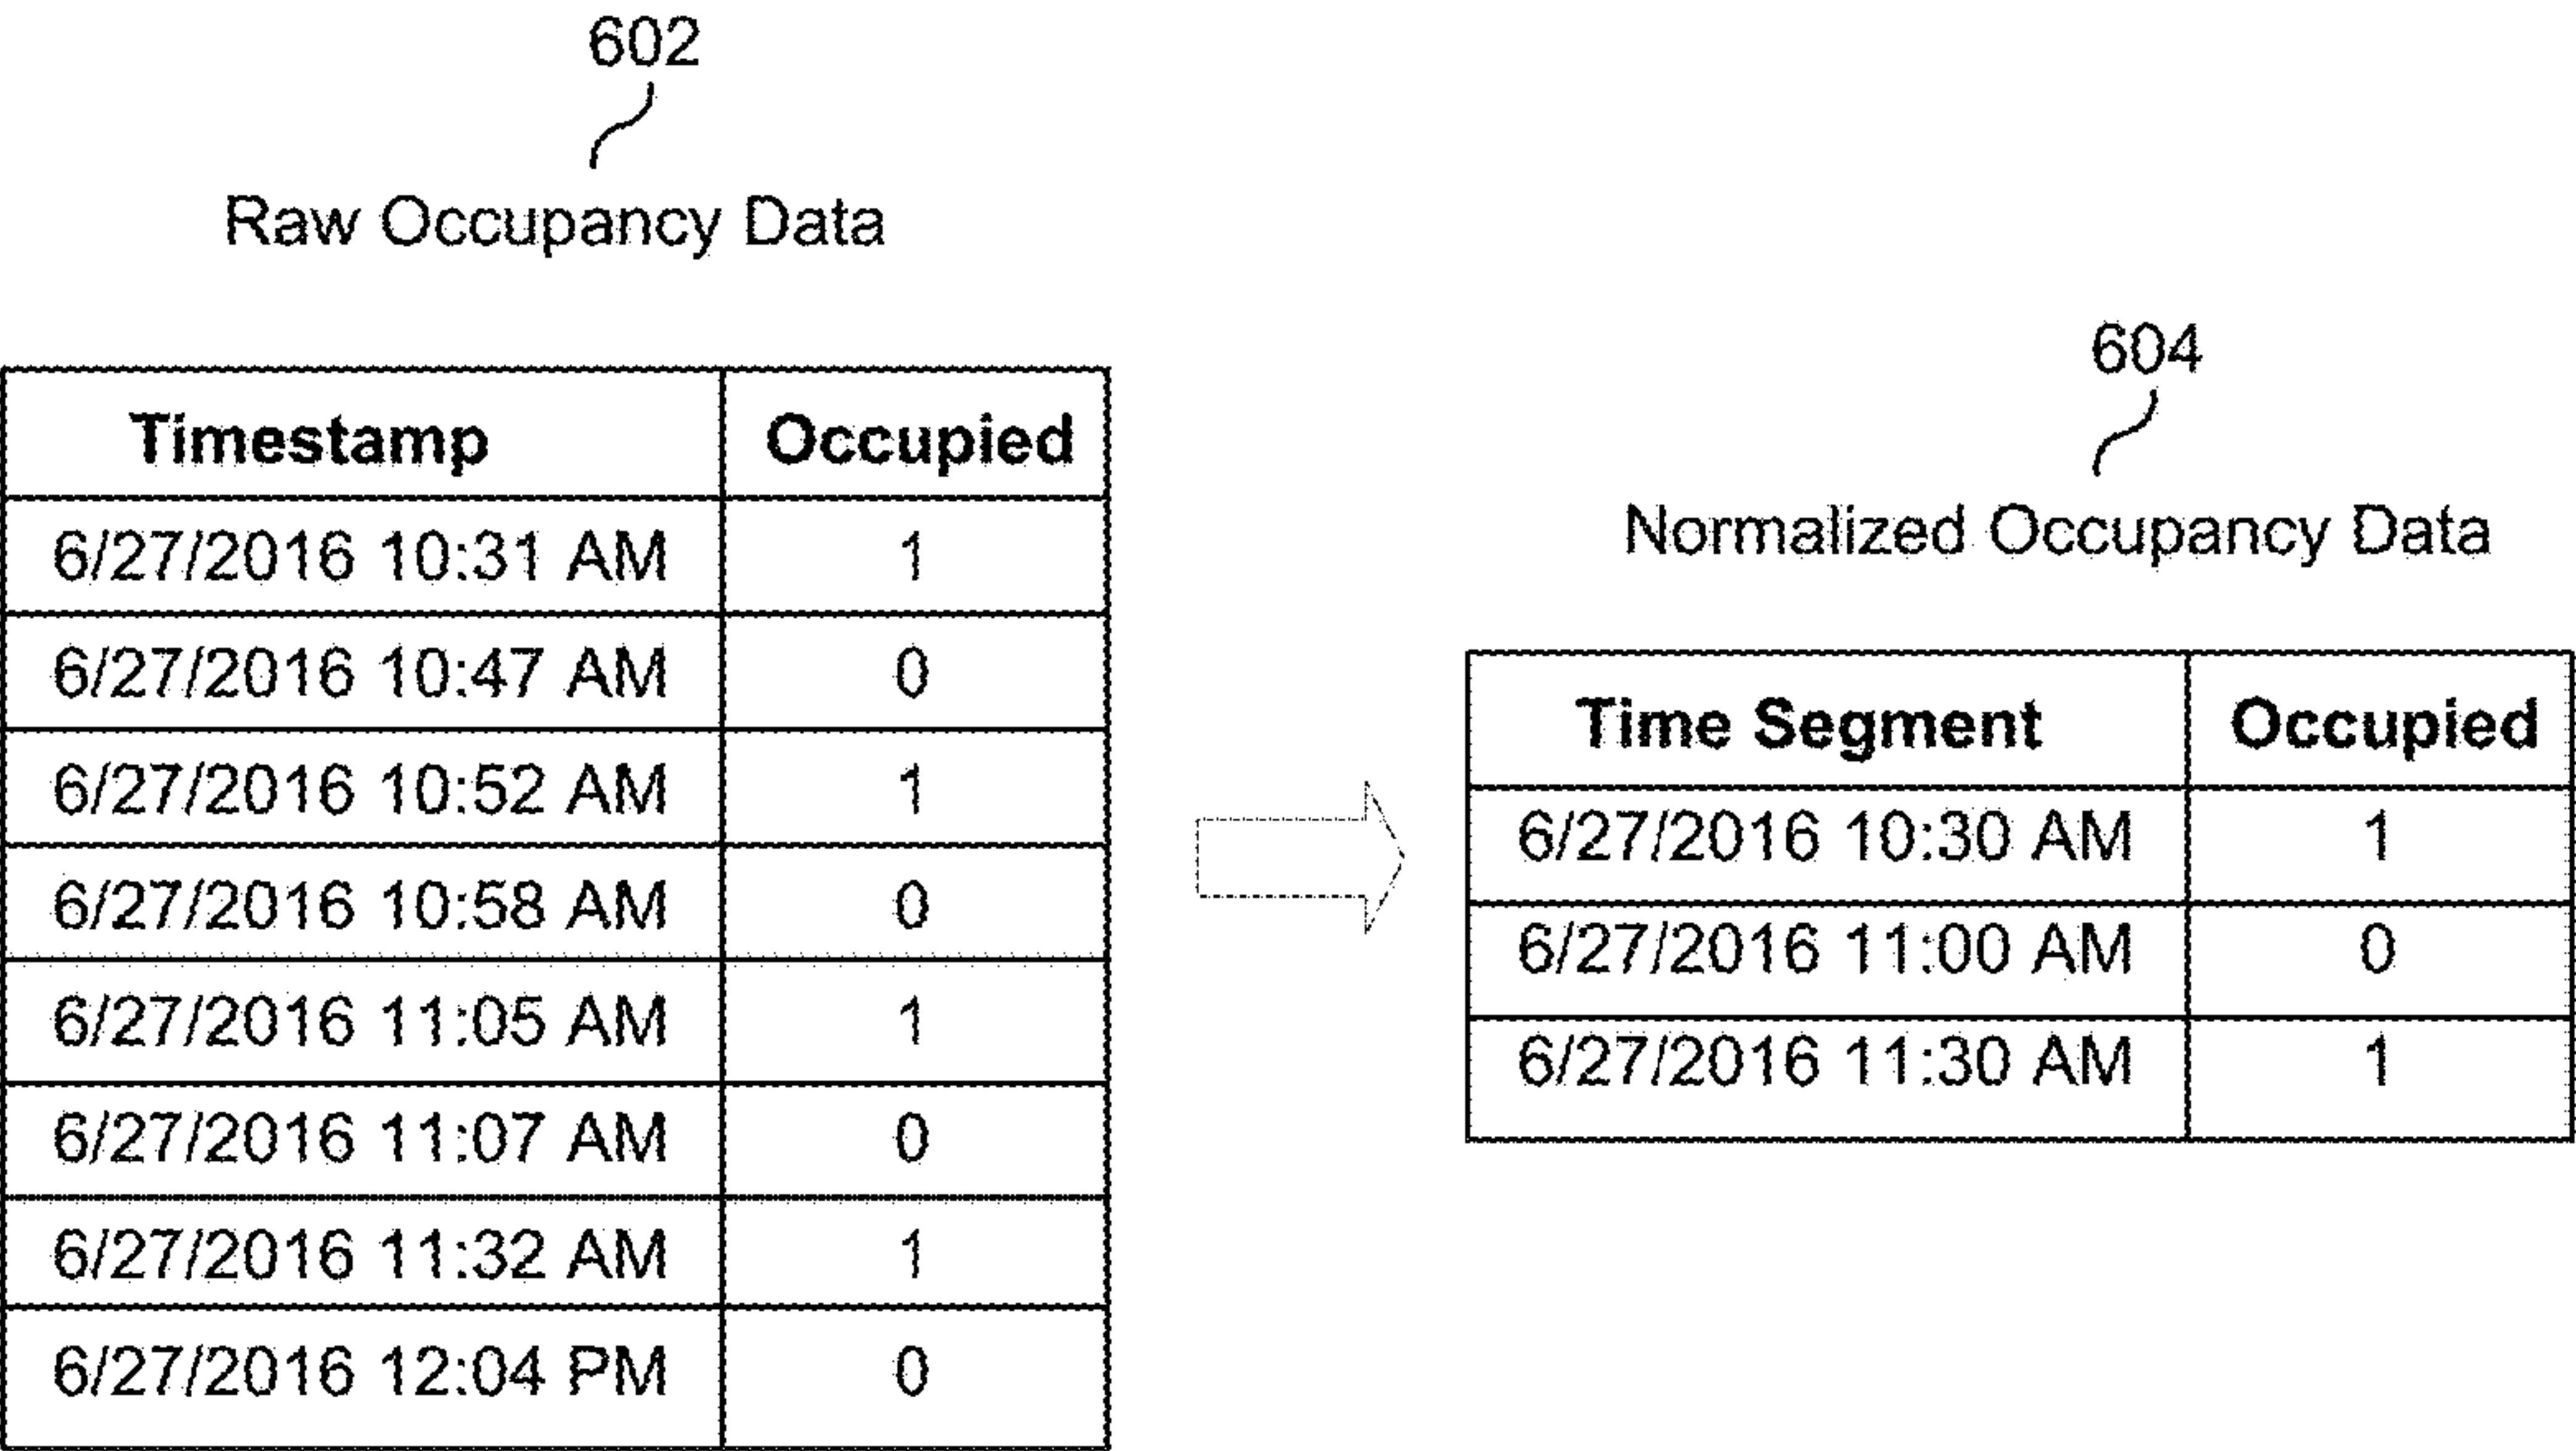 602
Raw Occupancy Data
Timestamp Occupied
6/27/2016 10:31 AM 1
6/27/2016 10:47 AM 0
6/27/2016 10:52 AM 1
6/27/2016 10:58 AM 0
6/27/2016 11:05 AM 1
6/27/2016 11:07 AM 0
6/27/2016 11:32 AM 1
6/27/2016 12:04 PM 0
604
Normalized Occupancy Data
Time Segment Occupied
6/27/2016 10:30 AM 1
6/27/2016 11:00 AM 0
6/27/2016 11:30 AM 1